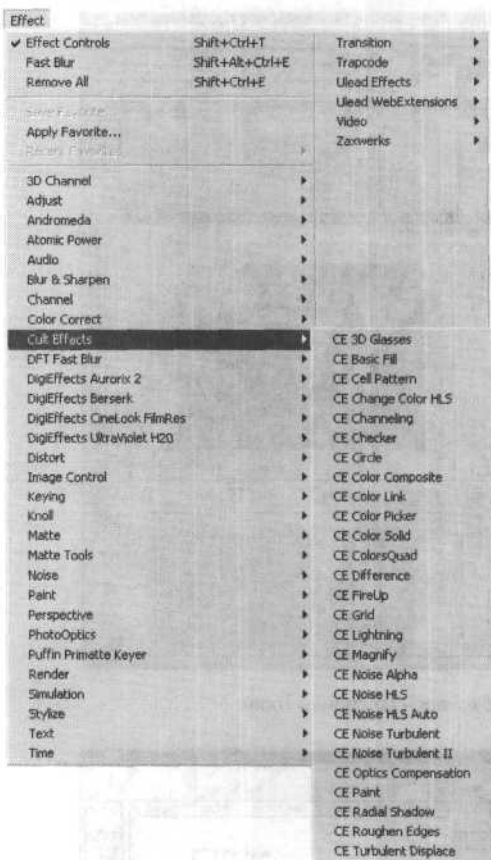 Effect
✔ Effect Controls Shift+Ctrl+T
Fast Blur Shift+Alt+Ctrl+E
Remove All Shift+Ctrl+E
Save Favorite
Apply Favorite...
Recent Favorites
3D Channel
Adjust
Andromeda
Atomic Power
Audio
Blur & Sharpen
Channel
Color Correct
Cult Effects
DFT Fast Blur
DigiEffects Aurorix 2
DigiEffects Berserk
DigiEffects CineLook FilmRes
DigiEffects UltraViolet H20
Distort
Image Control
Keying
Knoll
Matte
Matte Tools
Noise
Paint
Perspective
PhotoOptics
Puffin Primatte Keyer
Render
Simulation
Stylize
Text
Time
Transition
Trapcode
Ulead Effects
Ulead WebExtensions
Video
Zaxwerks
CE 3D Glasses
CE Basic Fill
CE Cell Pattern
CE Change Color HLS
CE Channeling
CE Checker
CE Circle
CE Color Composite
CE Color Link
CE Color Picker
CE Color Solid
CE ColorsQuad
CE Difference
CE FireUp
CE Grid
CE Lightning
CE Magnify
CE Noise Alpha
CE Noise HLS
CE Noise HLS Auto
CE Noise Turbulent
CE Noise Turbulent II
CE Optics Compensation
CE Paint
CE Radial Shadow
CE Roughen Edges
CE Turbulent Displace